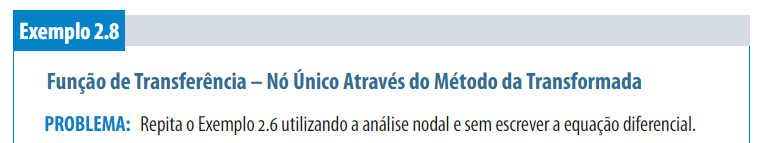 Exemplo 2.8
Função de Transferência – Nó Único Através do Método da Transformada
PROBLEMA: Repita o Exemplo 2.6 utilizando a análise nodal e sem escrever a equação diferencial.